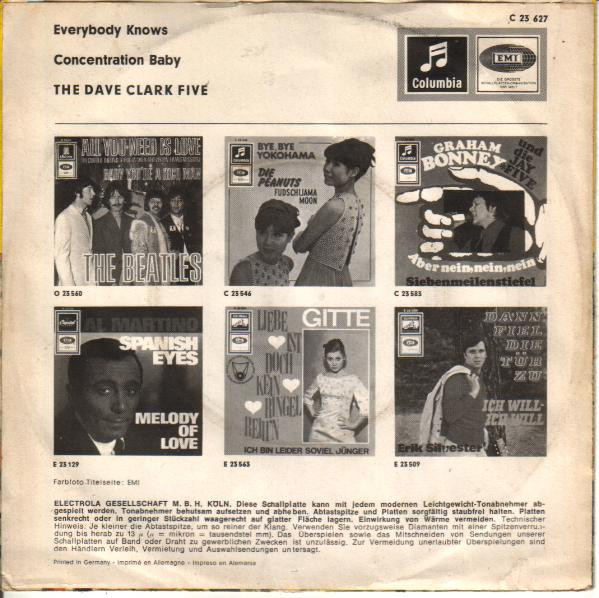 C 23 627
Everybody Knows
Concentration Baby
THE DAVE CLARK FIVE
Columbia
EMI
ALL YOU NEED IS LOVE
BABY YOU'RE A RICH MAN
THE BEATLES
BYE, BYE
YOKOHAMA
DIE
PEANUTS
FUDSCHIJAMA
MOON
GRAHAM
BONNEY
und
die JAY
FIVE
Aber nein, nein, nein
Siebenmeilenstiefel
O 23 560
C 23 546
C 23 583
Capitol
AL MARTINO
SPANISH
EYES
MELODY
OF
LOVE
LIEBE
IST
DOCH
KEIN
RINGEL
REIH'N
GITTE
ICH BIN LEIDER SOVIEL JÜNGER
DANN
FIEL
DIE
TÜR
ZU
ICH WILL-
ICH WILL
Erik Silvester
E 23 129
E 23 563
E 23 509
Farbfoto Titelseite: EMI
ELECTROLA GESELLSCHAFT M. B. H. KÖLN. Diese Schallplatte kann mit jedem modernen Leichtgewicht-Tonabnehmer ab-
gespielt werden. Tonabnehmer behutsam aufsetzen und abheben. Abtastspitze und Platten sorgfältig staubfrei halten. Platten
senkrecht oder in geringer Stückzahl waagerecht auf glatter Fläche lagern. Einwirkung von Wärme vermeiden. Technischer
Hinweis: Je kleiner die Abtastspitze, um so reiner der Klang. Verwenden Sie vorzugsweise Diamanten mit einer Spitzenverrun-
dung bis herab zu 13 μ (μ = mikron = tausendstel mm). Das Überspielen sowie das Mitschneiden von Sendungen unserer
Schallplatten auf Band oder Draht zu gewerblichen Zwecken ist unzulässig. Zur Vermeidung unerlaubter Überspielungen sind
den Händlern Verleih, Vermietung und Auswahlsendungen untersagt.
Printed in Germany - Imprimé en Allemagne - Impreso en Alemania